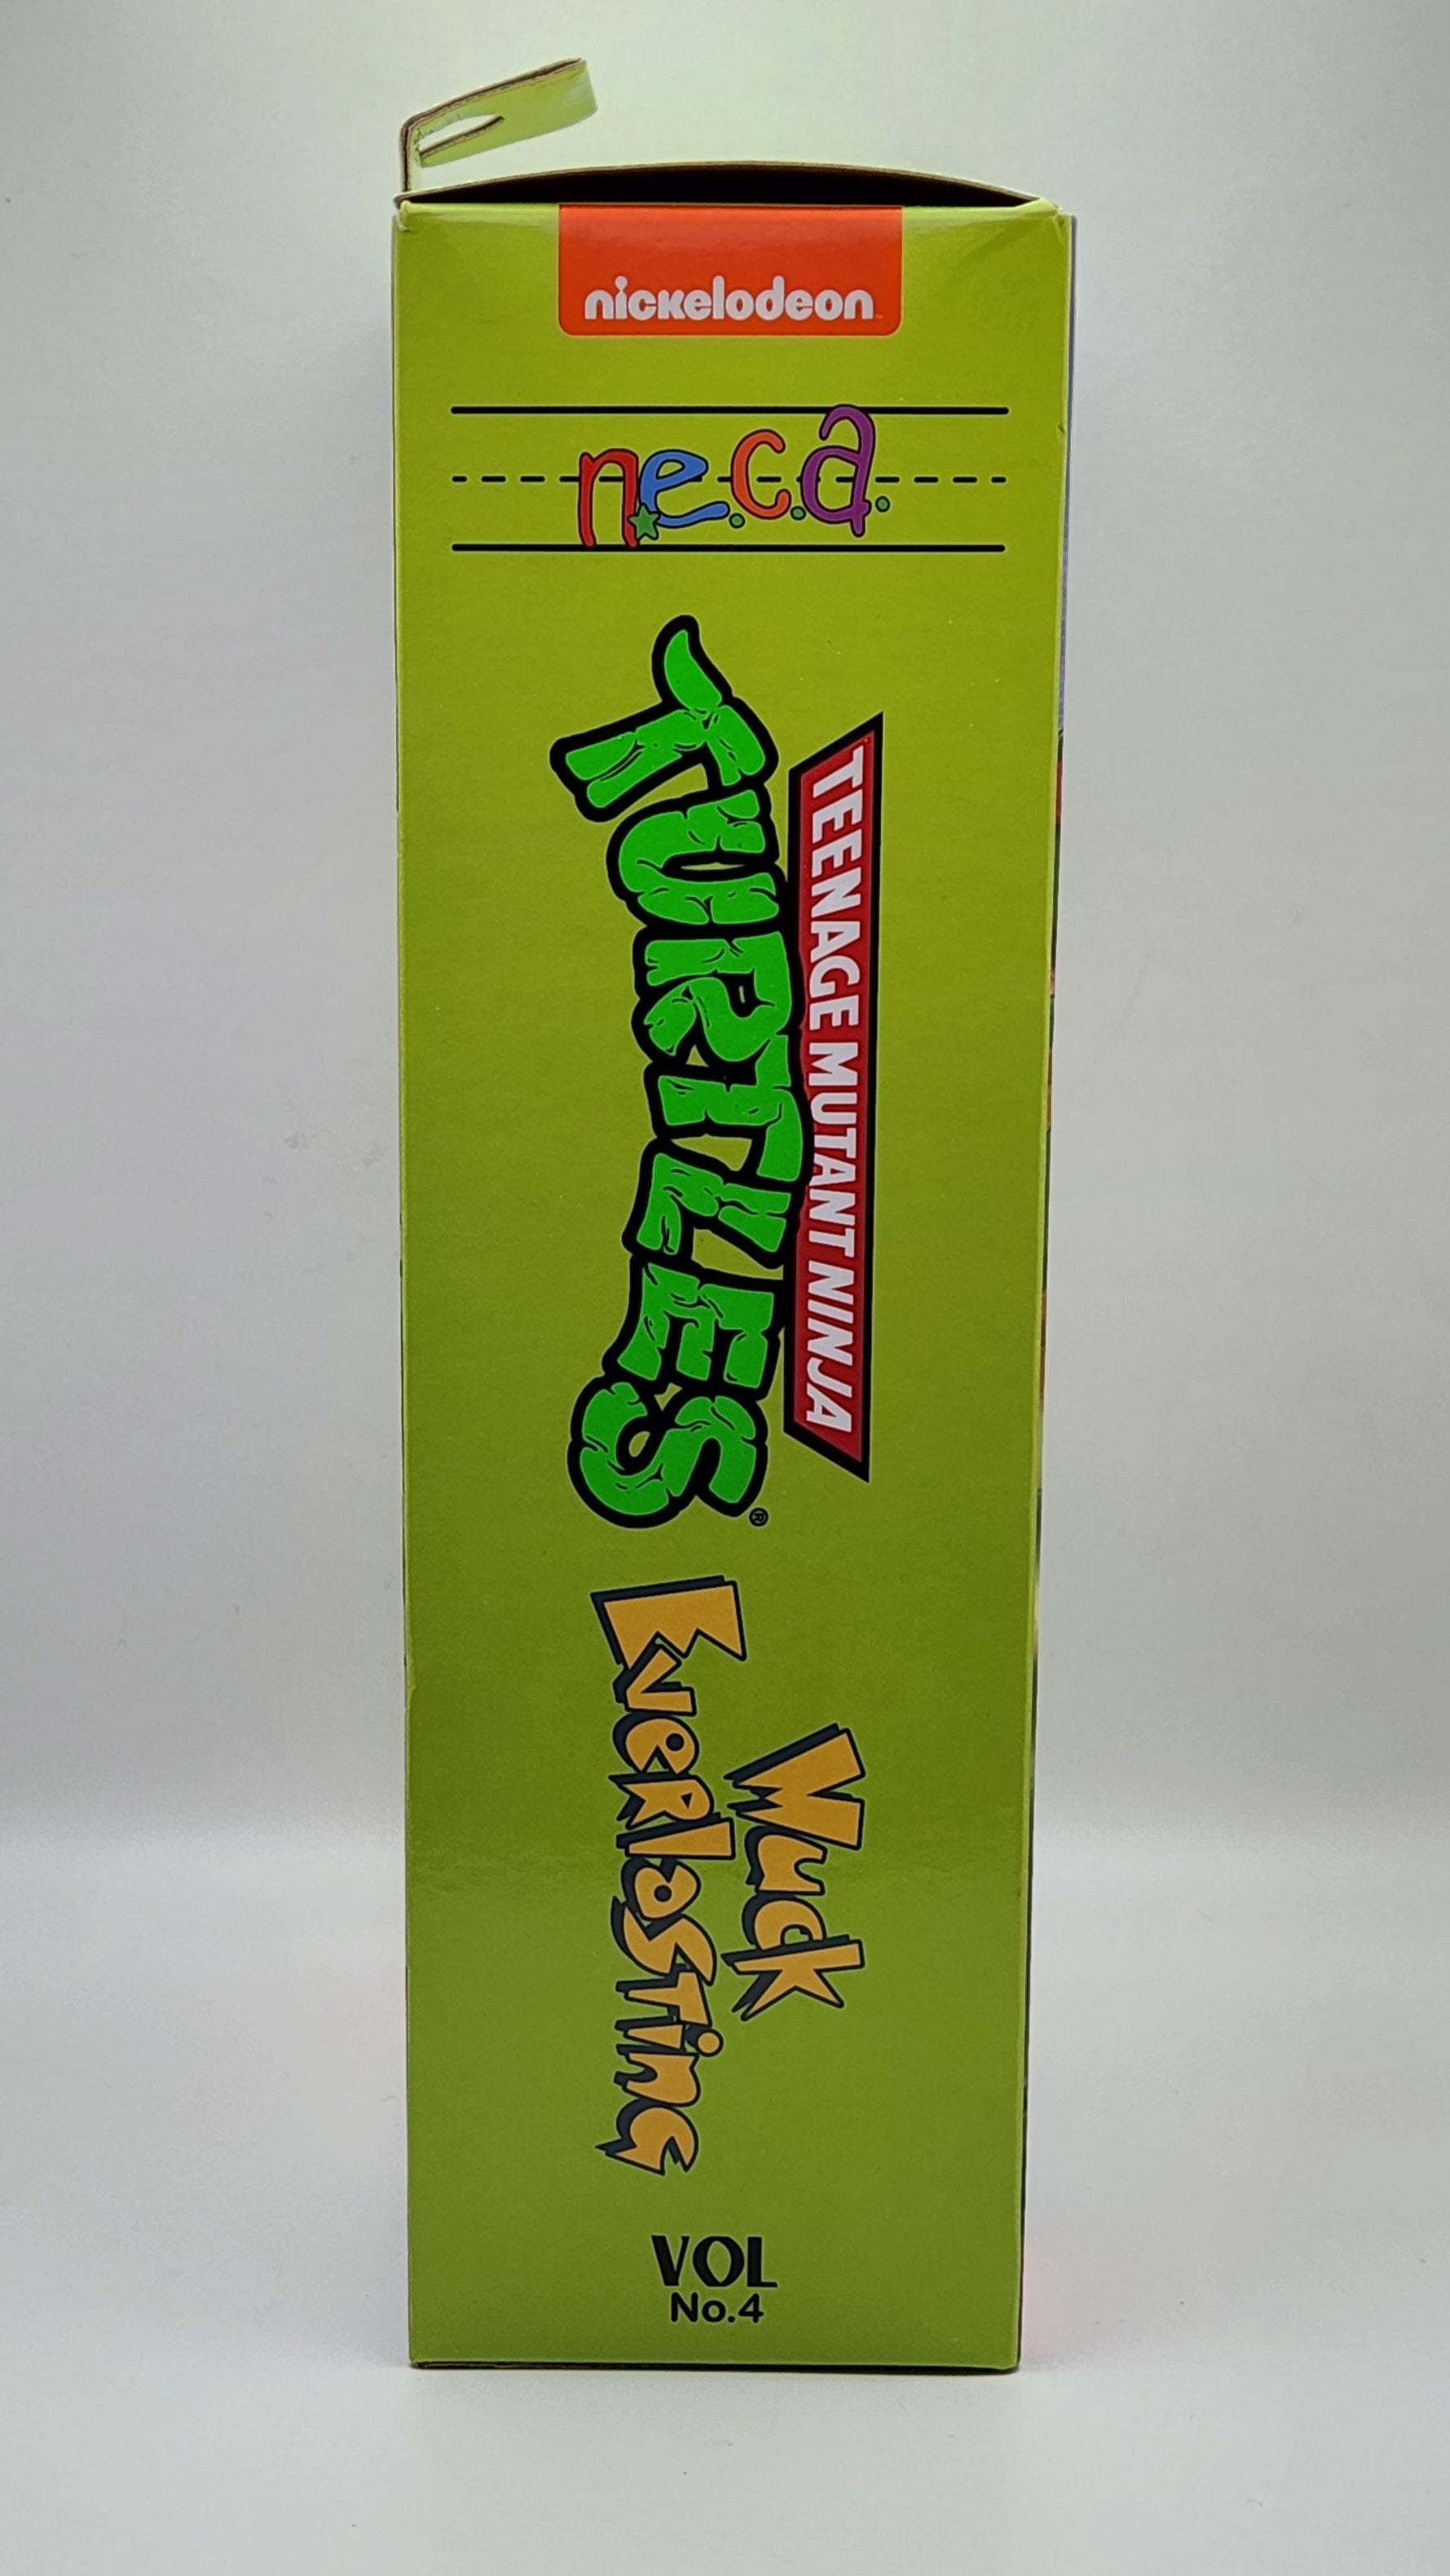 nickelodeon
n.e.c.a.
TEENAGE MUTANT NINJA
TURTLES®
Wuck
Everlasting
VOL
No.4